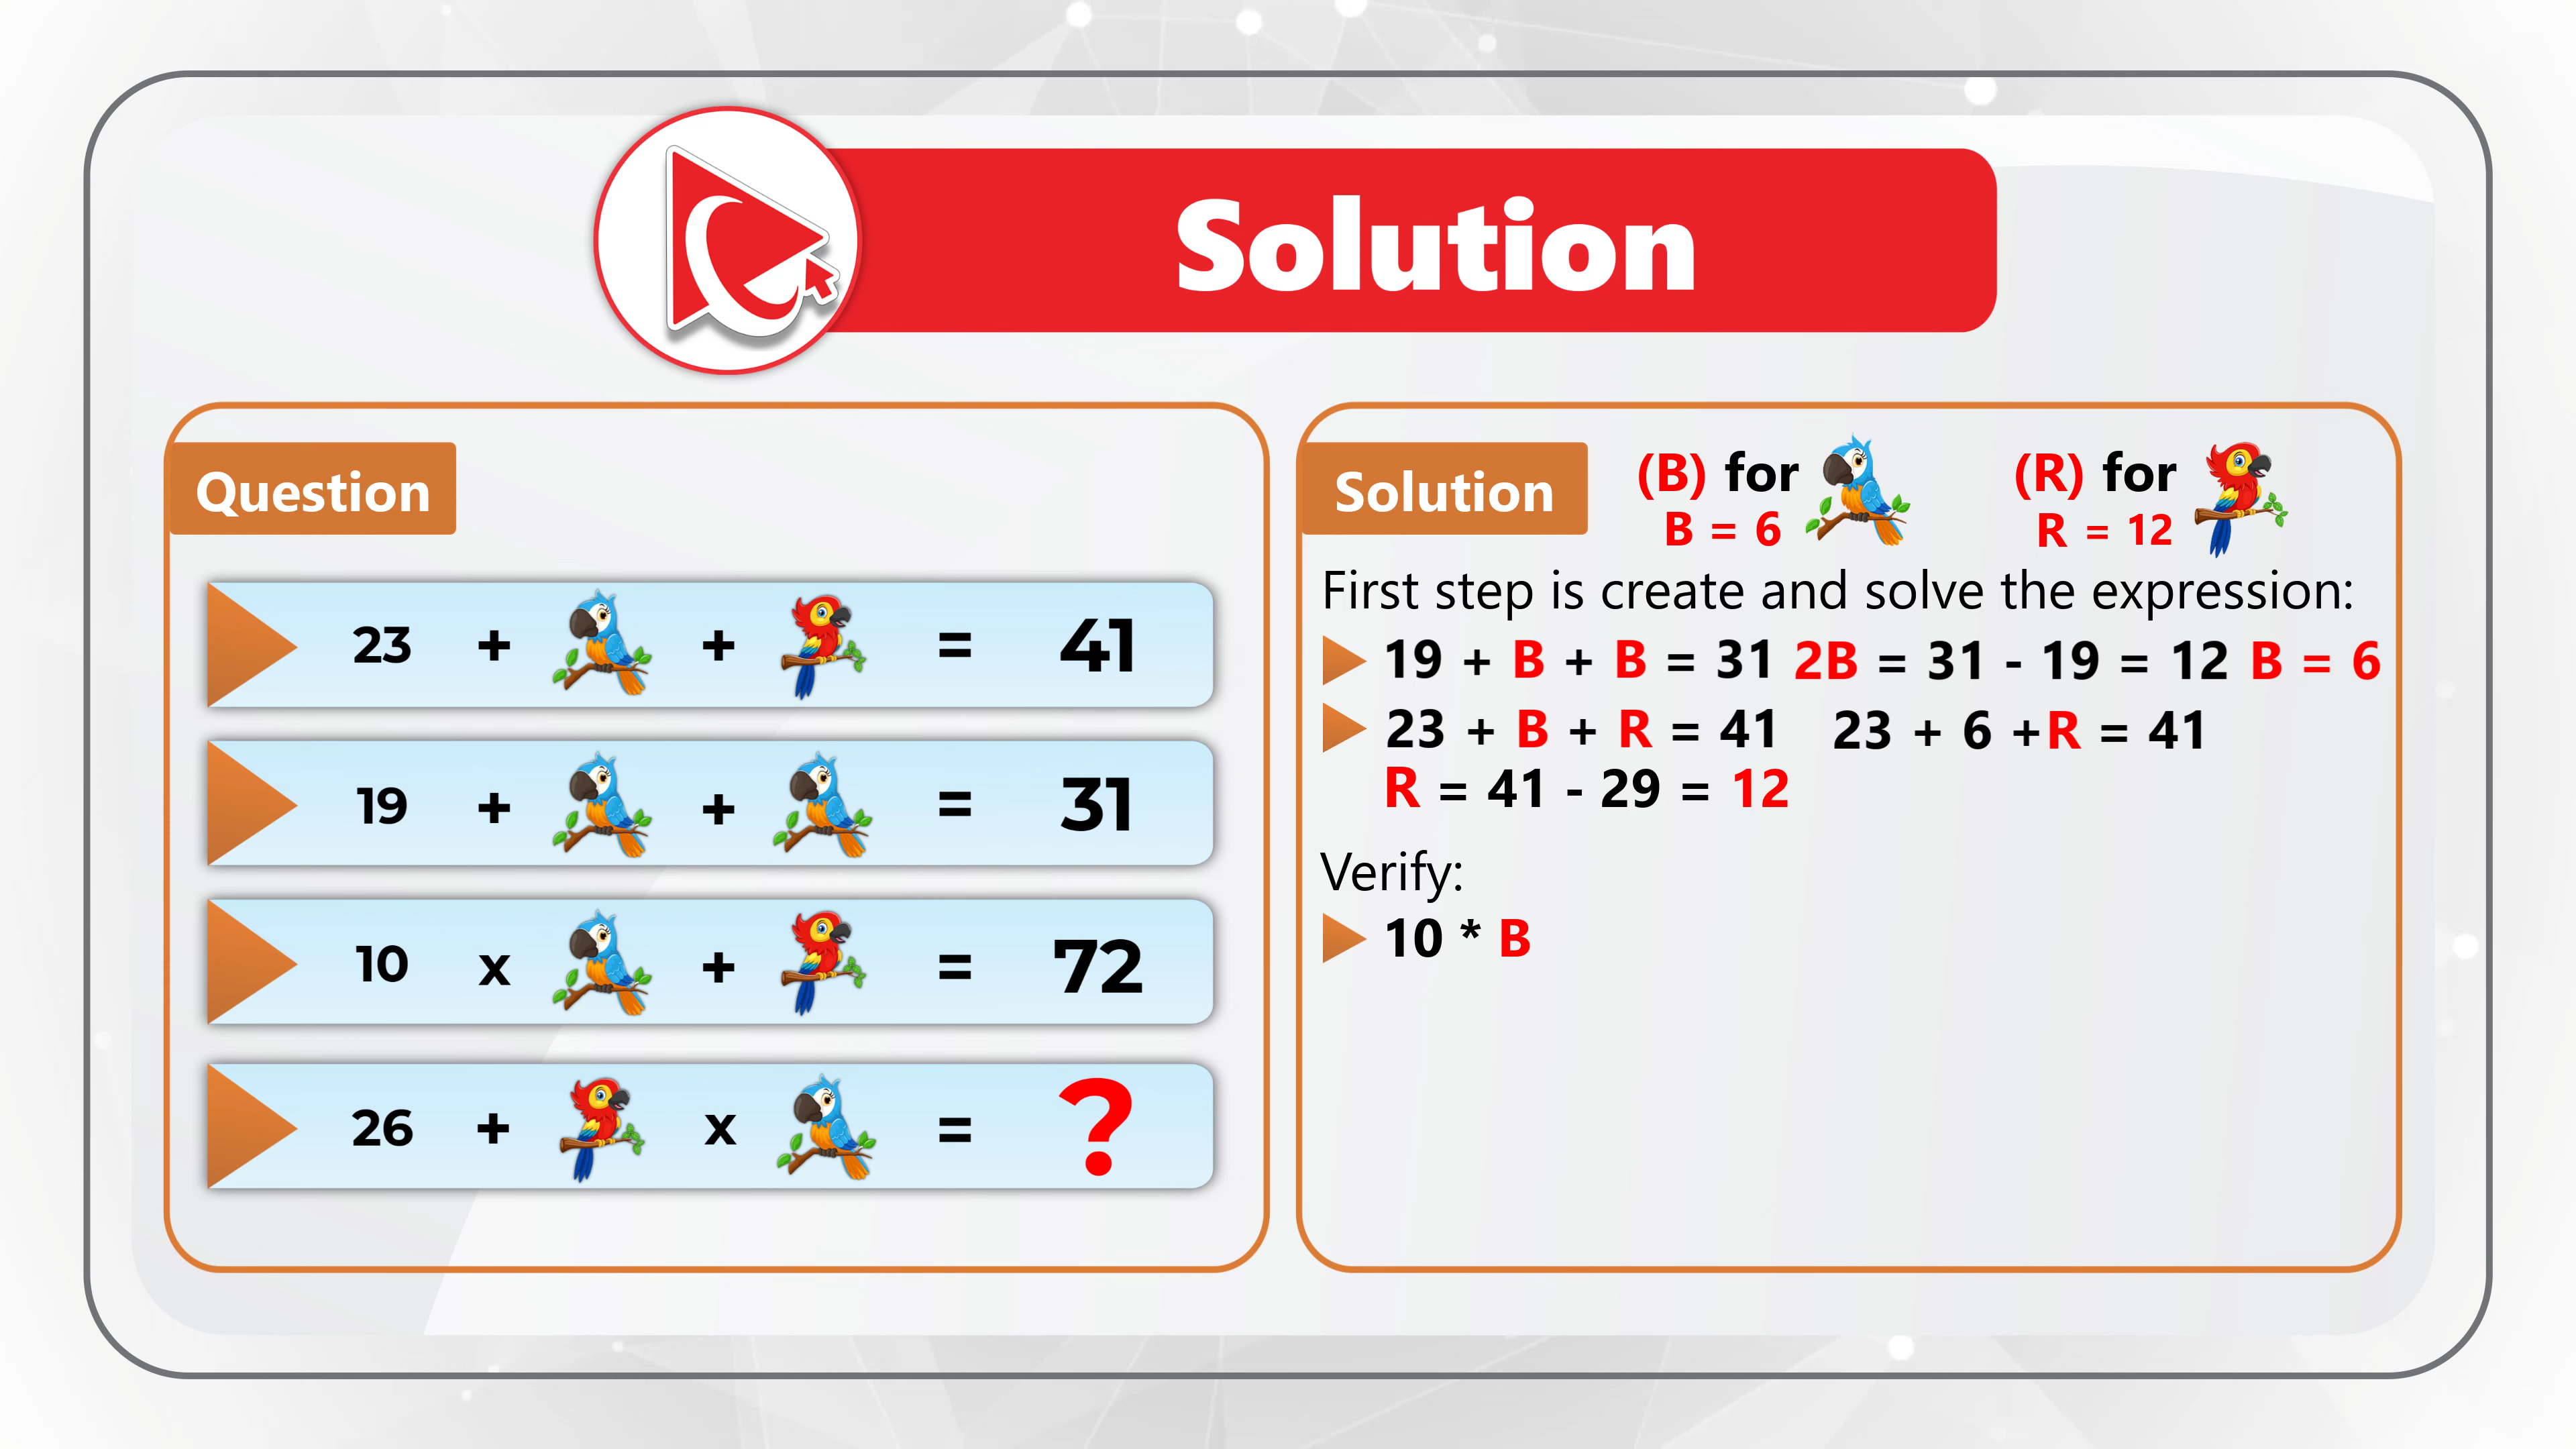 Solution
Question
23 + + = 41
19 + + = 31
10 x + = 72
26 + x = ?
Solution
(B) for
B = 6
(R) for
R = 12
First step is create and solve the expression:
19 + B + B = 31 2B = 31 - 19 = 12 B = 6
23 + B + R = 41 23 + 6 +R = 41
R = 41 - 29 = 12
Verify:
10 * B